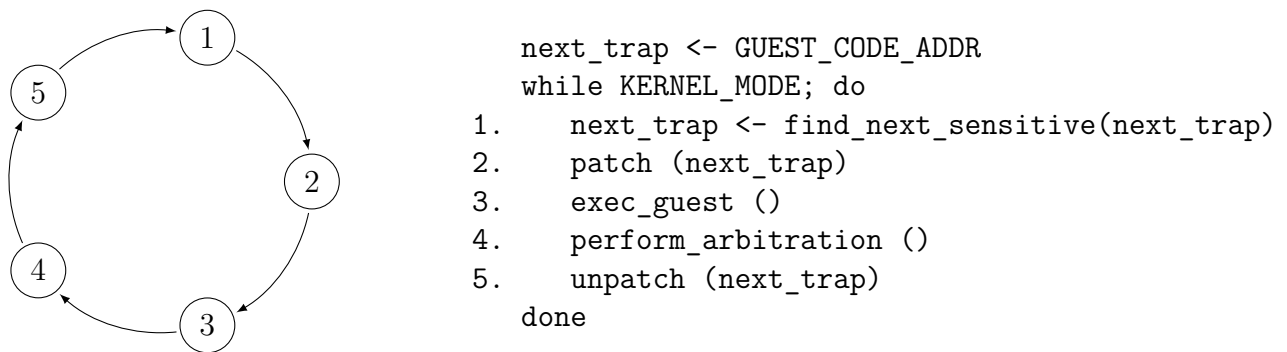 1
2
3
4
5
next_trap <- GUEST_CODE_ADDR
while KERNEL_MODE; do
1. next_trap <- find_next_sensitive(next_trap)
2. patch (next_trap)
3. exec_guest ()
4. perform_arbitration ()
5. unpatch (next_trap)
done